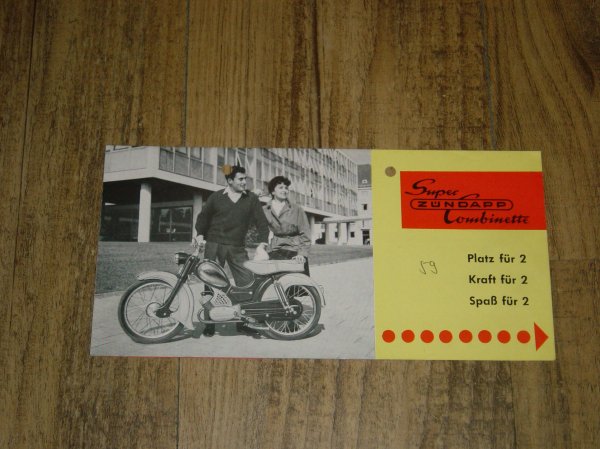 Super
ZÜNDAPP
Combinette
Platz für 2
59
Kraft für 2
Spaß für 2